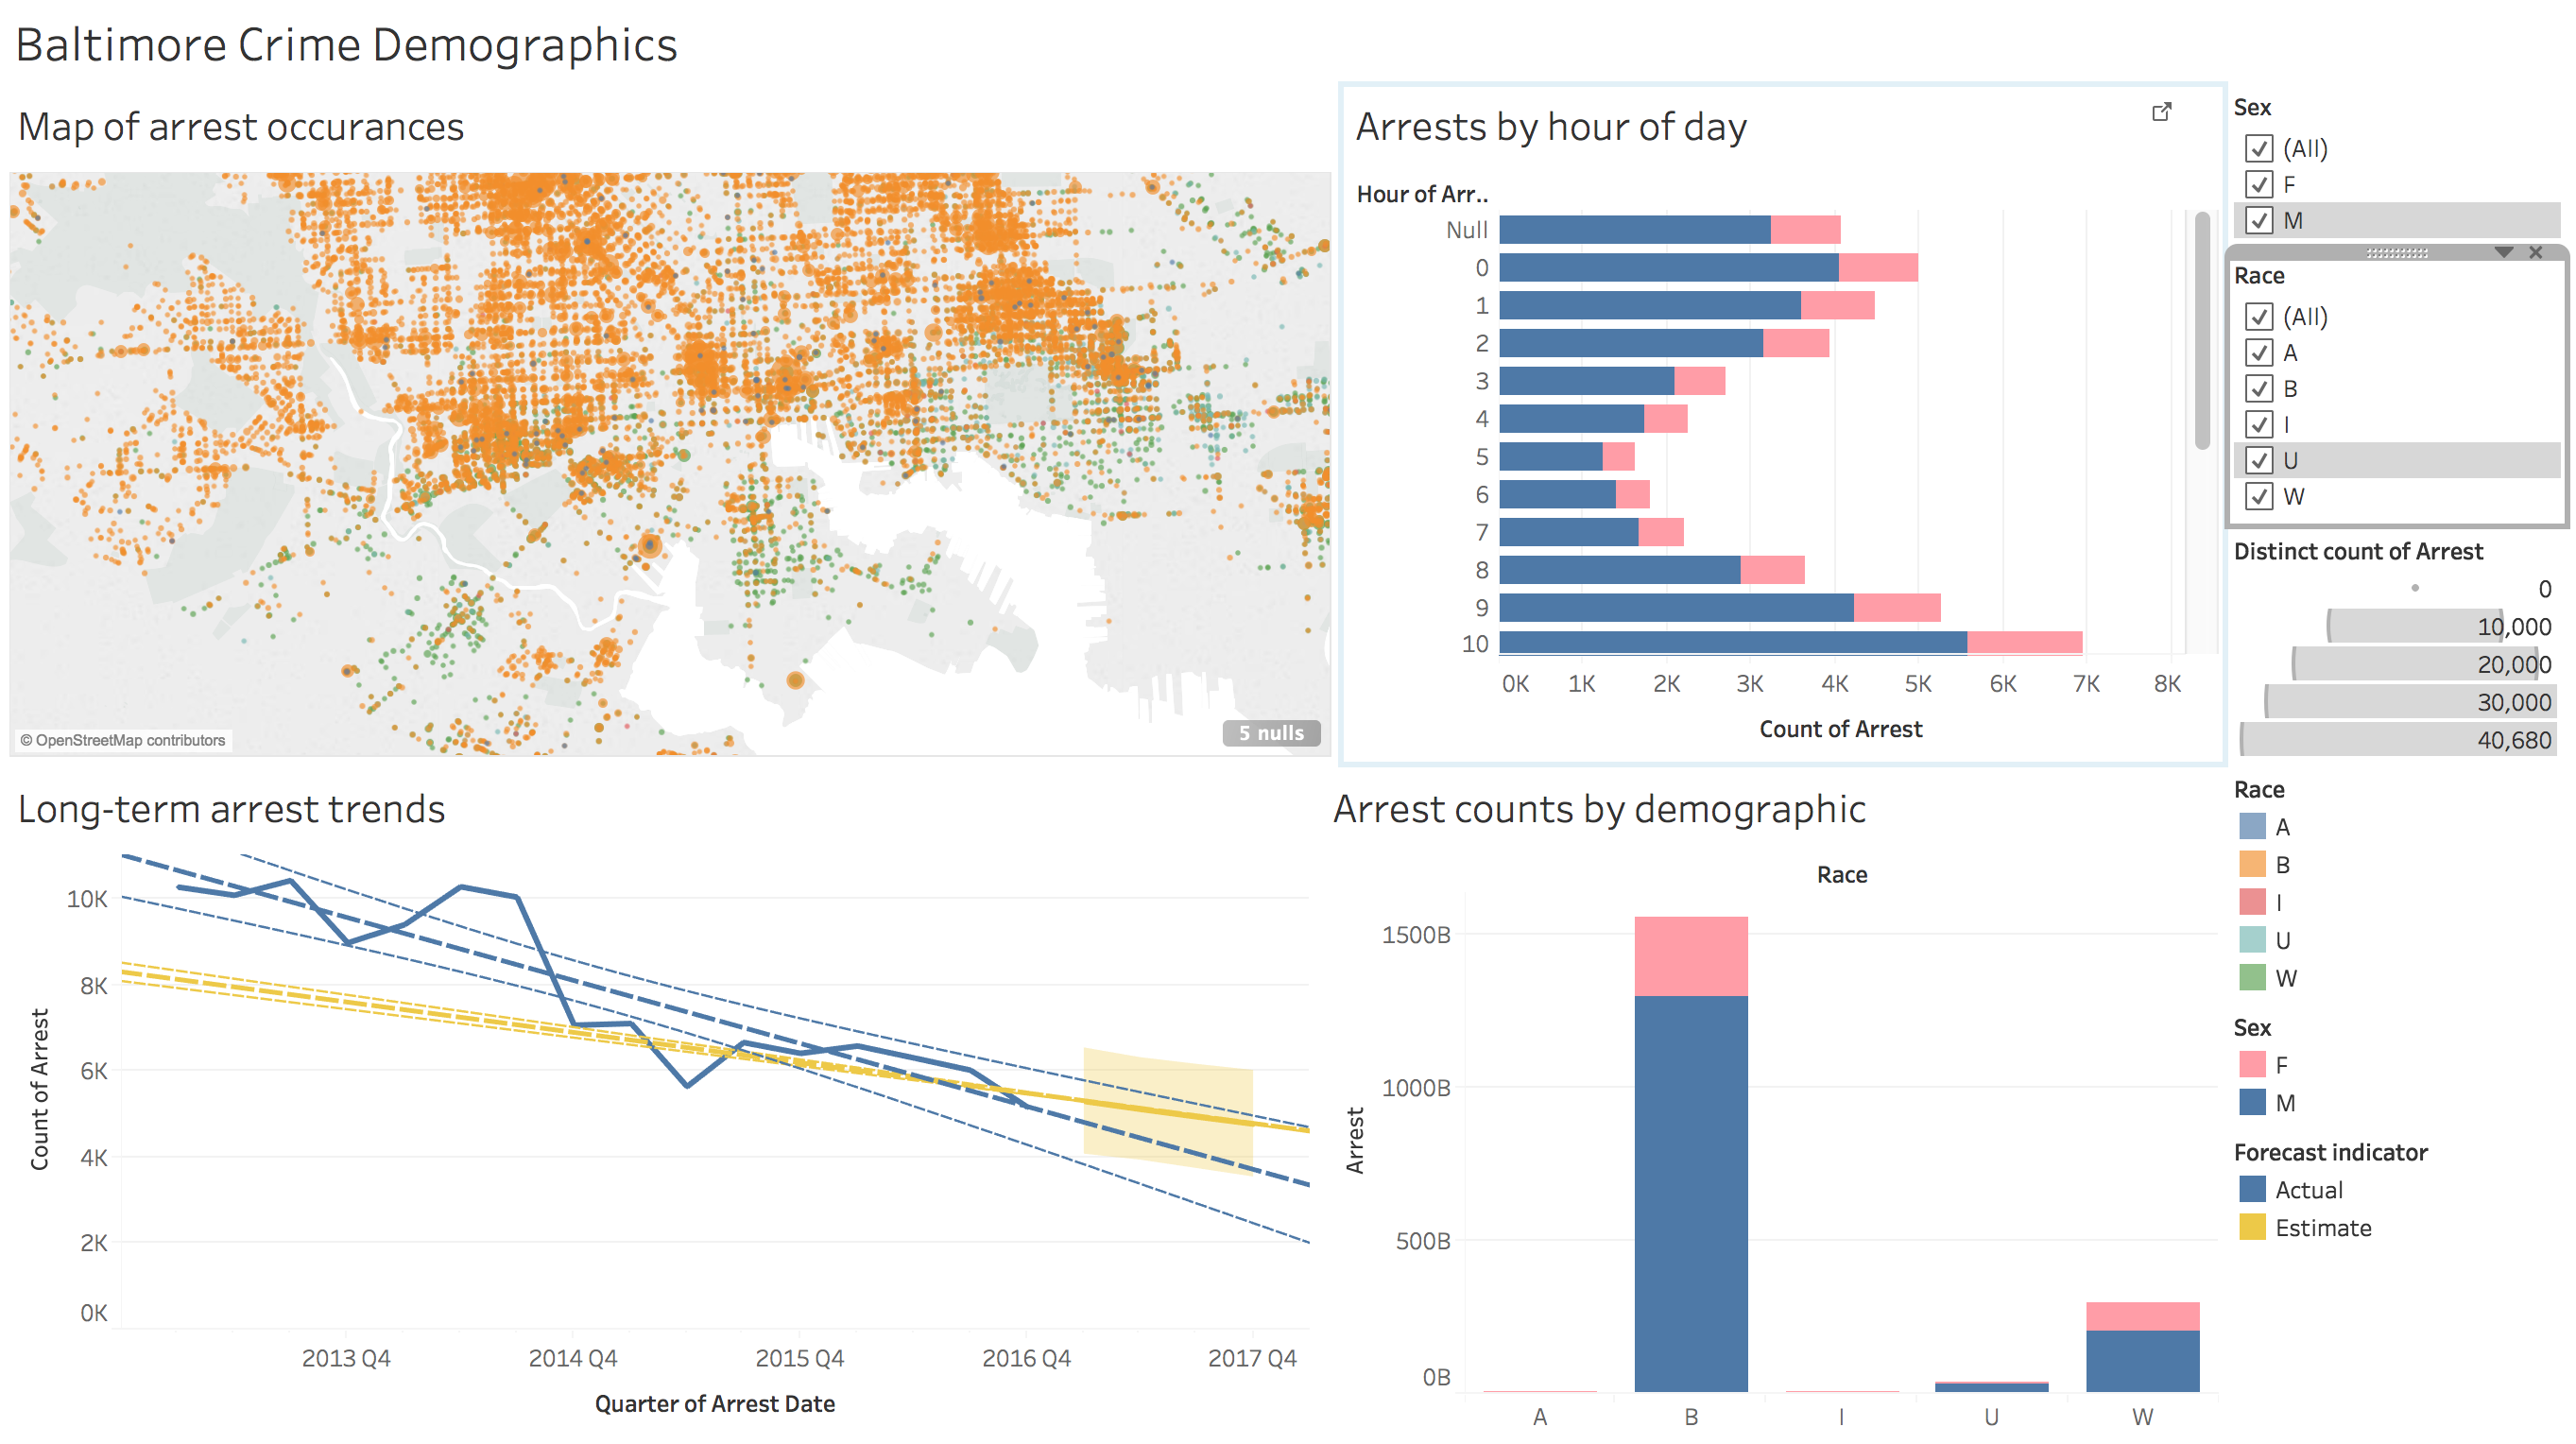 Baltimore Crime Demographics
Map of arrest occurances
© OpenStreetMap contributors
5 nulls
Arrests by hour of day
Hour of Arr..
Null
0
1
2
3
4
5
6
7
8
9
10
0K 1K 2K 3K 4K 5K 6K 7K 8K
Count of Arrest
Sex
(All)
F
M
Race
(All)
A
B
I
U
W
Distinct count of Arrest
0
10,000
20,000
30,000
40,680
Long-term arrest trends
Count of Arrest
10K
8K
6K
4K
2K
0K
2013 Q4 2014 Q4 2015 Q4 2016 Q4 2017 Q4
Quarter of Arrest Date
Arrest counts by demographic
Race
Arrest
1500B
1000B
500B
0B
A B I U W
Race
A
B
I
U
W
Sex
F
M
Forecast indicator
Actual
Estimate